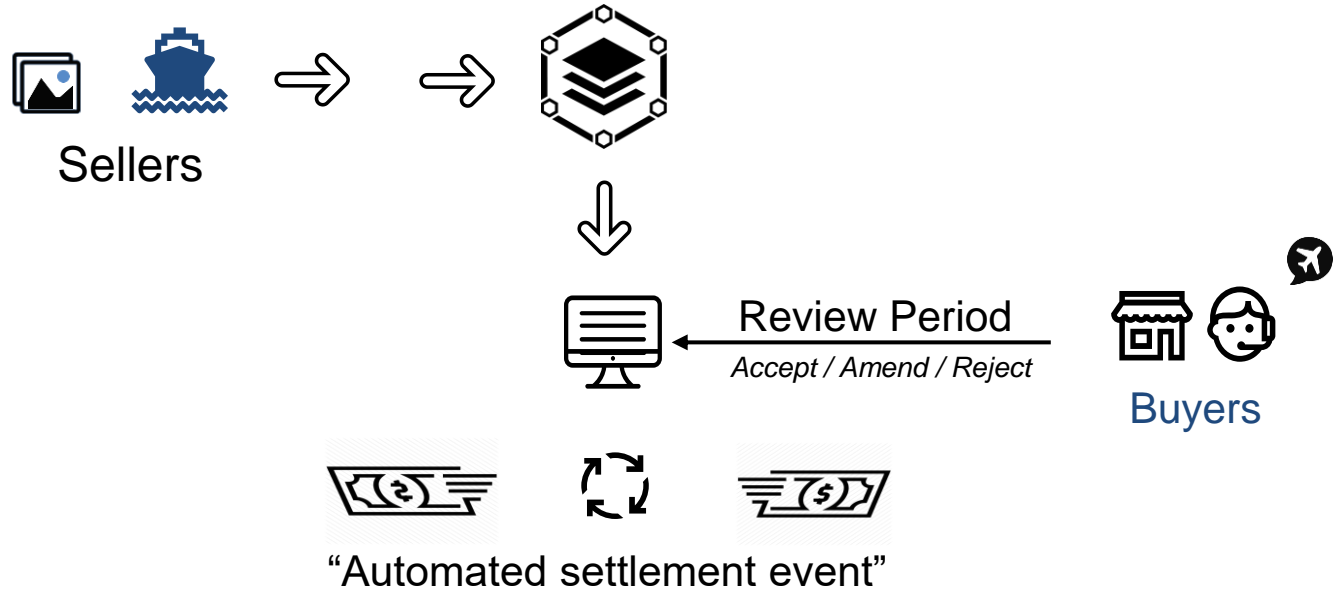 Sellers
Review Period
Accept / Amend / Reject
Buyers
“Automated settlement event”